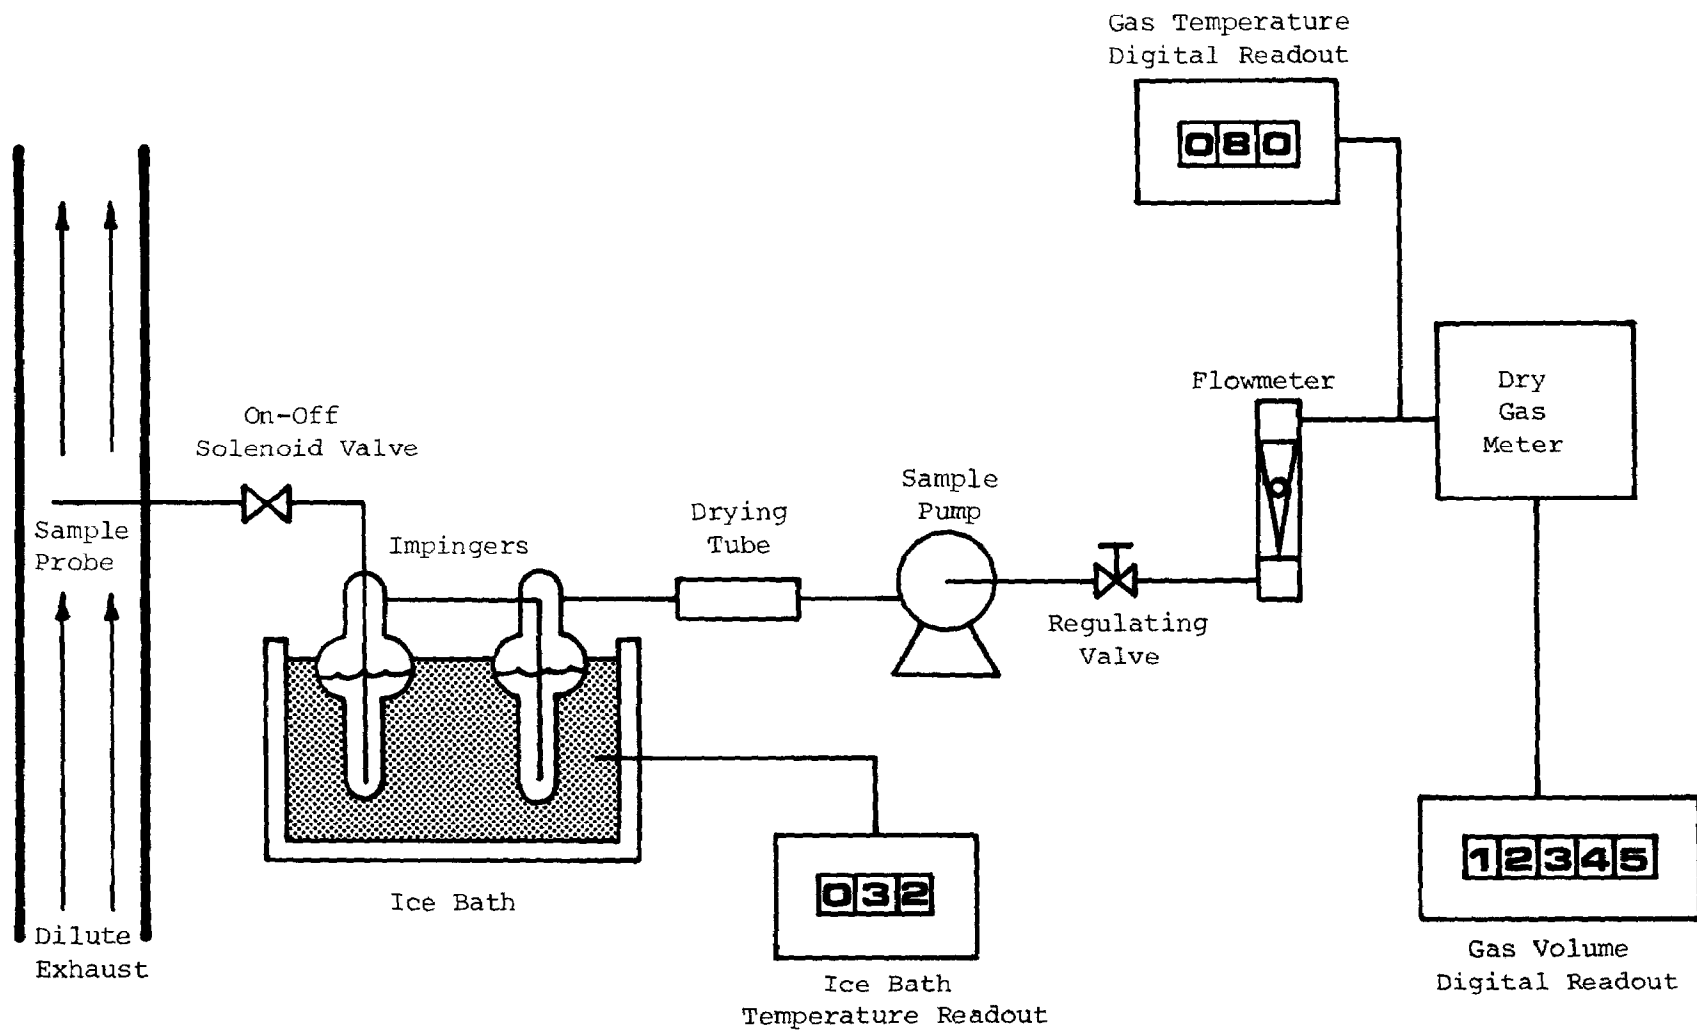 Gas Temperature
Digital Readout
080
On-Off
Solenoid Valve
Sample
Probe
Impingers
Drying
Tube
Sample
Pump
Regulating
Valve
Flowmeter
Dry
Gas
Meter
Dilute
Exhaust
Ice Bath
032
Ice Bath
Temperature Readout
12345
Gas Volume
Digital Readout